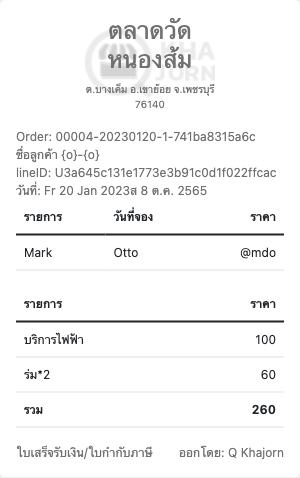 ตลาดวัด
หนองส้ม
KHA
JURN
ต.บางเค็ม อ.เขาย้อย จ.เพชรบุรี
76140
Order: 00004-20230120-1-741ba8315a6c
ชื่อลูกค้า {o}-{o}
lineID: U3a645c131e1773e3b91c0d1f022ffcac
วันที่: Fr 20 Jan 2023ส 8 ต.ค. 2565
รายการ วันที่จอง ราคา
Mark Otto @mdo
รายการ ราคา
บริการไฟฟ้า 100
ร่ม*2 60
รวม 260
ใบเสร็จรับเงิน/ใบกำกับภาษี ออกโดย: Q Khajorn